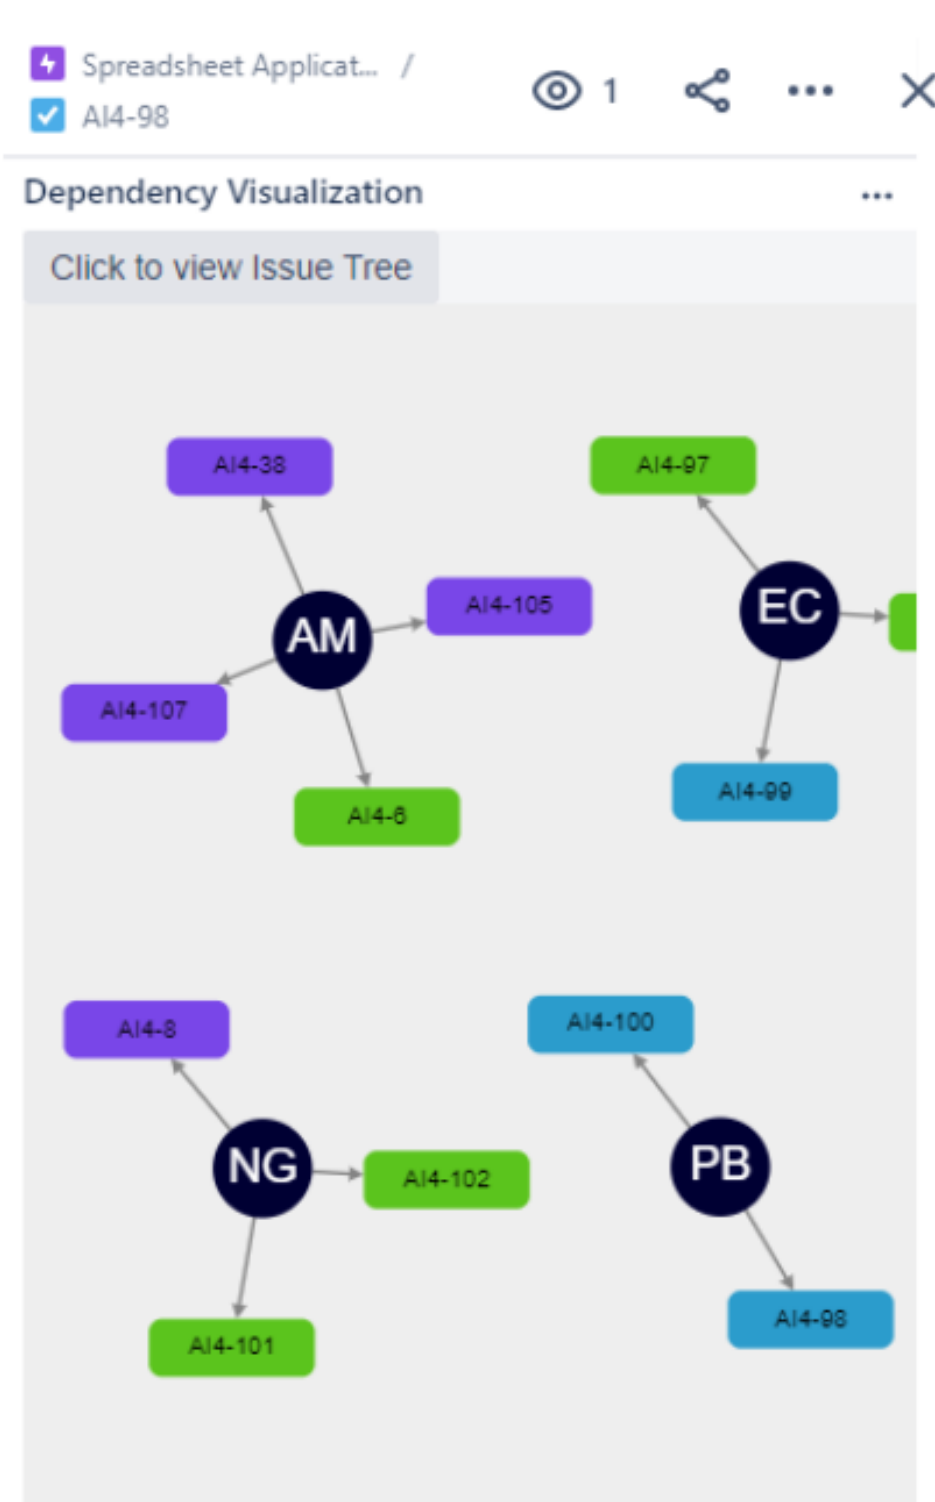 Spreadsheet Applicat... /
AI4-98
1
Dependency Visualization
Click to view Issue Tree
AI4-38
AI4-97
AI4-105
EC
AM
AI4-107
AI4-99
AI4-6
AI4-8
AI4-100
NG
PB
AI4-102
AI4-98
AI4-101